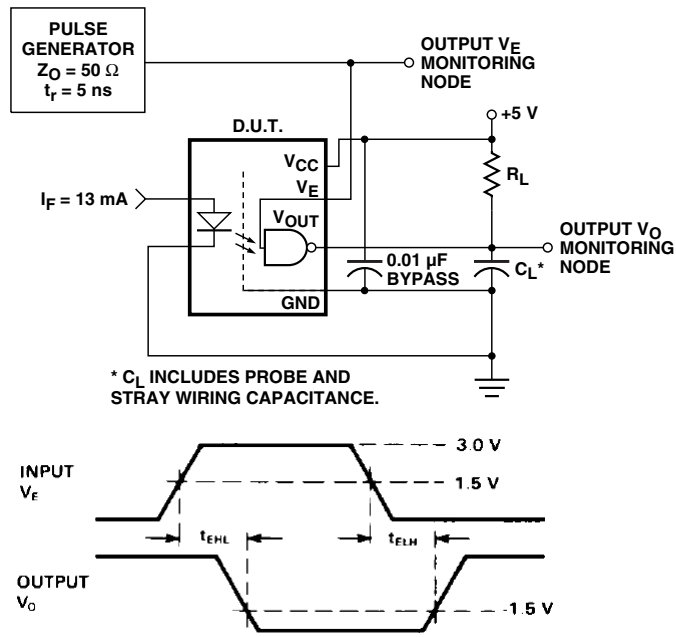 PULSE
GENERATOR
ZO = 50 Ω
tr = 5 ns
OUTPUT VE
MONITORING
NODE
+5 V
D.U.T.
VCC
RL
IF = 13 mA
VE
VOUT
OUTPUT VO
MONITORING
NODE
0.01 µF
BYPASS
CL*
GND
* CL INCLUDES PROBE AND
STRAY WIRING CAPACITANCE.
3.0 V
INPUT
VE
1.5 V
tEHL
tELH
OUTPUT
VO
1.5 V